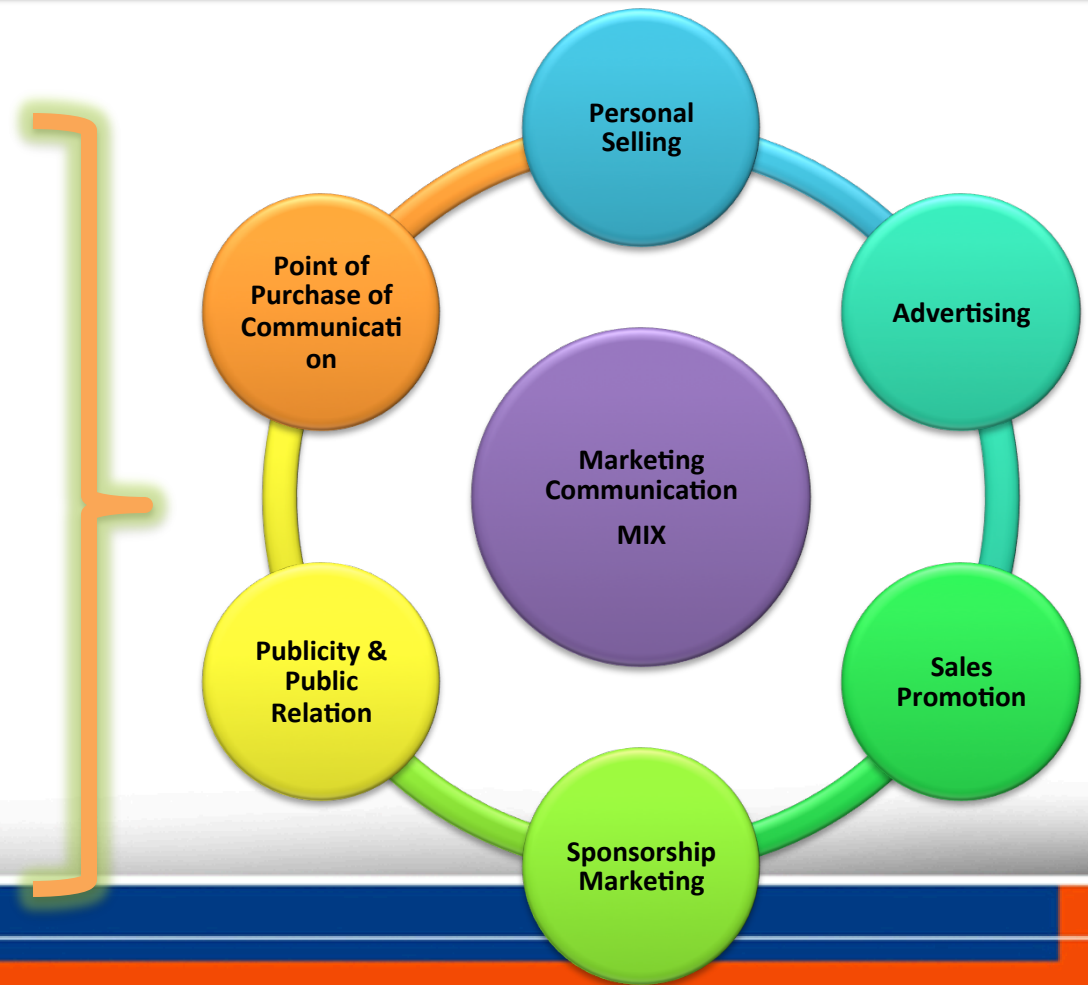 Personal
Selling
Advertising
Sales
Promotion
Sponsorship
Marketing
Publicity &
Public
Relation
Point of
Purchase of
Communicati
on
Marketing
Communication
MIX